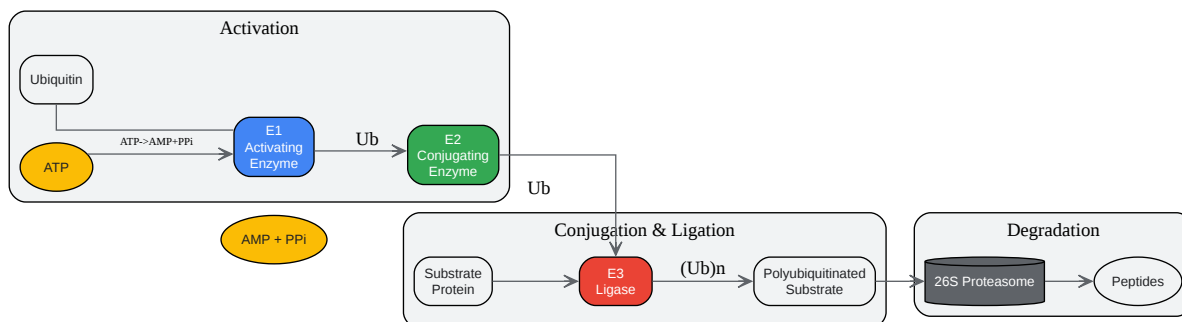 Activation
Ubiquitin
ATP->AMP+PPi
ATP
E1
Activating
Enzyme
Ub
E2
Conjugating
Enzyme
Ub
AMP + PPi
Conjugation & Ligation
Substrate
Protein
E3
Ligase
(Ub)n
Polyubiquitinated
Substrate
Degradation
26S Proteasome
Peptides